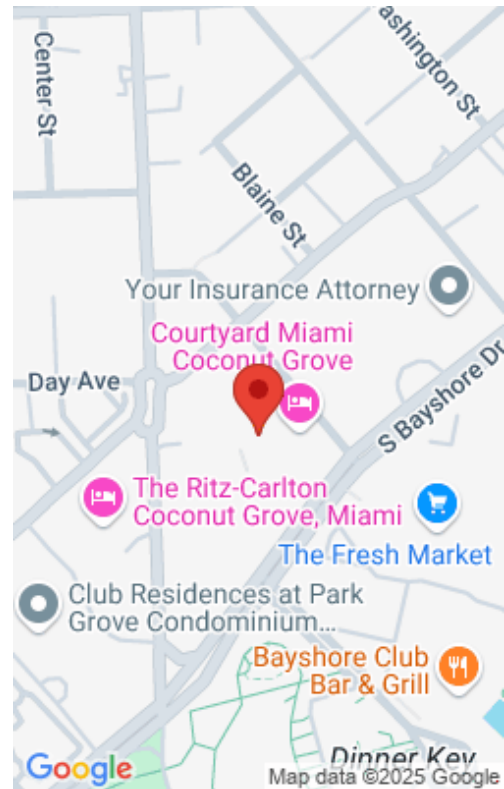 Center St
ashington St
Blaine St
Your Insurance Attorney
Courtyard Miami
Coconut Grove
Day Ave
S Bayshore Dr
The Ritz-Carlton
Coconut Grove, Miami
The Fresh Market
Club Residences at Park
Grove Condominium...
Bayshore Club
Bar & Grill
Dinner Key
Google
Map data ©2025 Google